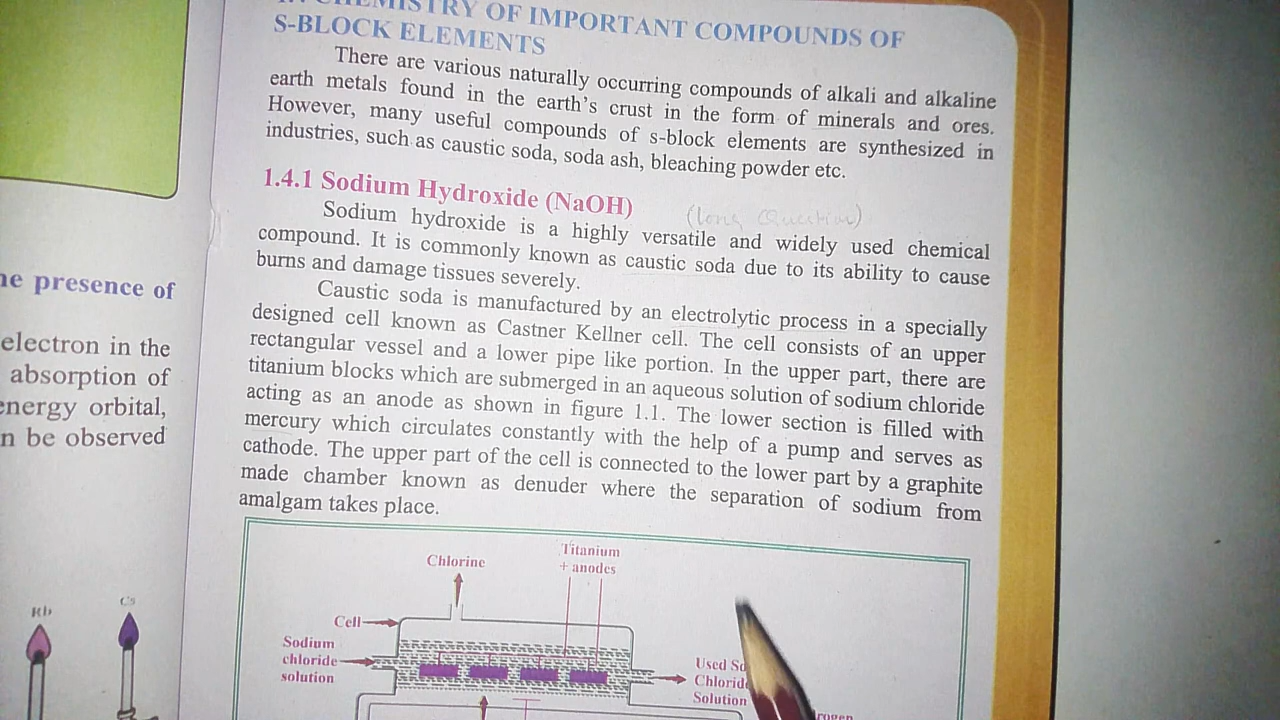 CHEMISTRY OF IMPORTANT COMPOUNDS OF
S-BLOCK ELEMENTS
There are various naturally occurring compounds of alkali and alkaline
earth metals found in the earth's crust in the form of minerals and ores.
However, many useful compounds of s-block elements are synthesized in
industries, such as caustic soda, soda ash, bleaching powder etc.
1.4.1 Sodium Hydroxide (NaOH)
(Long Question)
Sodium hydroxide is a highly versatile and widely used chemical
compound. It is commonly known as caustic soda due to its ability to cause
burns and damage tissues severely.
Caustic soda is manufactured by an electrolytic process in a specially
designed cell known as Castner Kellner cell. The cell consists of an upper
rectangular vessel and a lower pipe like portion. In the upper part, there are
titanium blocks which are submerged in an aqueous solution of sodium chloride
acting as an anode as shown in figure 1.1. The lower section is filled with
mercury which circulates constantly with the help of a pump and serves as
cathode. The upper part of the cell is connected to the lower part by a graphite
made chamber known as denuder where the separation of sodium from
amalgam takes place.
Chlorine
Titanium
+ anodes
Cell
Sodium
chloride
solution
Used
Solution
presence of
electron in the
absorption of
energy orbital,
be observed
Rb
Cs